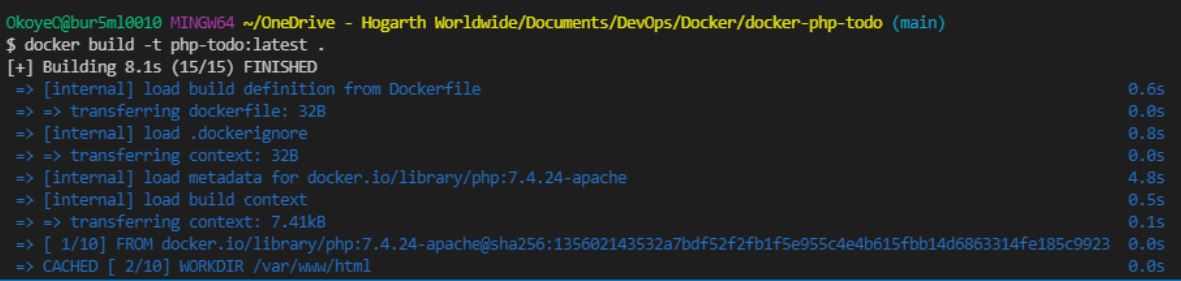 OkoyeC@bur5ml0010 MINGW64 ~/OneDrive - Hogarth Worldwide/Documents/DevOps/Docker/docker-php-todo (main)
$ docker build -t php-todo:latest .
[+] Building 8.1s (15/15) FINISHED
=> [internal] load build definition from Dockerfile 0.6s
=> => transferring dockerfile: 32B 0.0s
=> [internal] load .dockerignore 0.8s
=> => transferring context: 32B 0.0s
=> [internal] load metadata for docker.io/library/php:7.4.24-apache 4.8s
=> [internal] load build context 0.5s
=> => transferring context: 7.41kB 0.1s
=> [ 1/10] FROM docker.io/library/php:7.4.24-apache@sha256:135602143532a7bdf52f2fb1f5e955c4e4b615fbb14d6863314fe185c9923 0.0s
=> CACHED [ 2/10] WORKDIR /var/www/html 0.0s